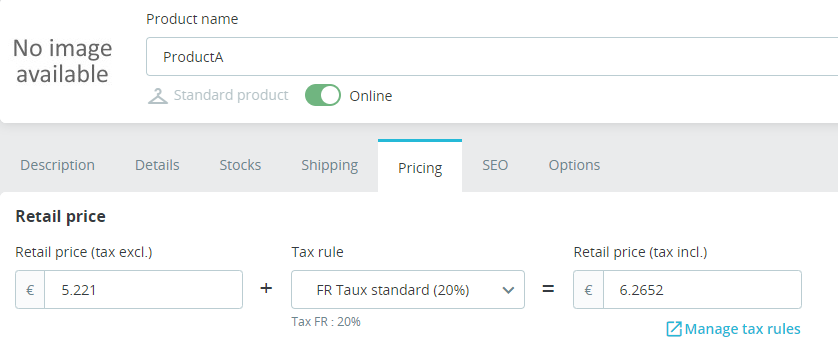 Product name
No image
available
ProductA
Standard product
Online
Description Details Stocks Shipping Pricing SEO Options
Retail price
Retail price (tax excl.) Tax rule Retail price (tax incl.)
€ 5.221 + FR Taux standard (20%) = € 6.2652
Tax FR : 20%
Manage tax rules